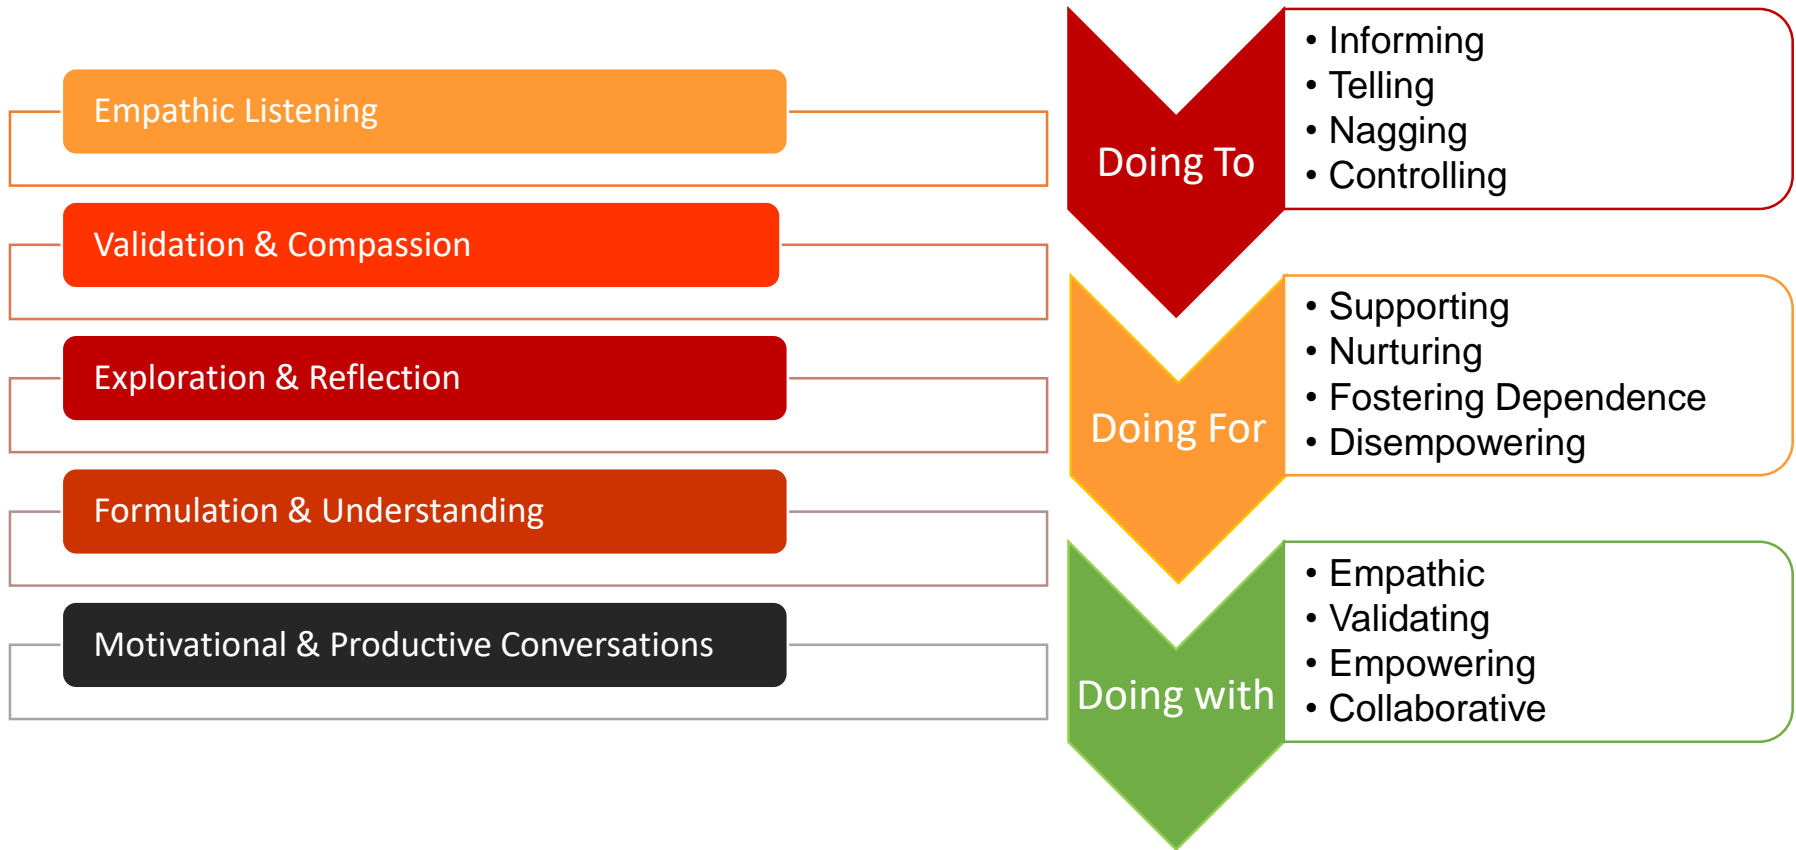 Empathic Listening
Validation & Compassion
Exploration & Reflection
Formulation & Understanding
Motivational & Productive Conversations
Doing To
• Informing
• Telling
• Nagging
• Controlling
Doing For
• Supporting
• Nurturing
• Fostering Dependence
• Disempowering
Doing with
• Empathic
• Validating
• Empowering
• Collaborative